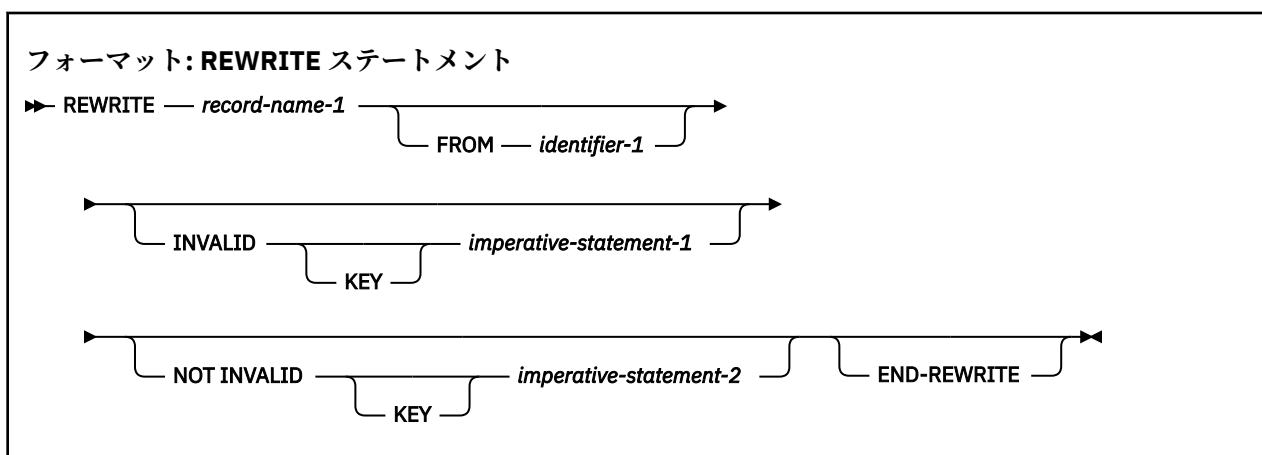 フォーマット: REWRITE ステートメント
REWRITE record-name-1
FROM identifier-1
INVALID imperative-statement-1
KEY
NOT INVALID imperative-statement-2 END-REWRITE
KEY